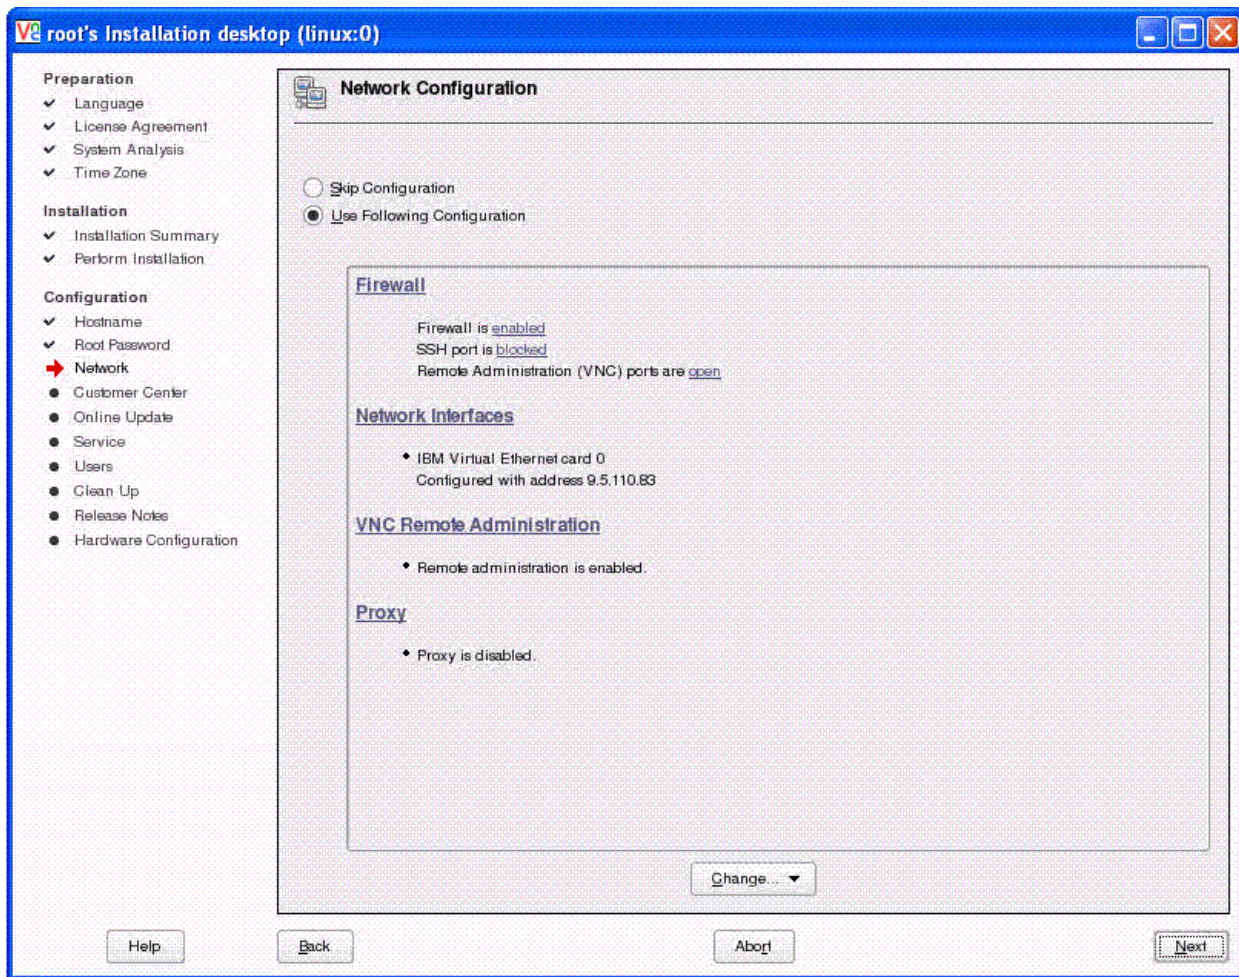 root's Installation desktop (linux:0)
Preparation
Language
License Agreement
System Analysis
Time Zone
Installation
Installation Summary
Perform Installation
Configuration
Hostname
Root Password
Network
Customer Center
Online Update
Service
Users
Clean Up
Release Notes
Hardware Configuration
Network Configuration
Skip Configuration
Use Following Configuration
Firewall
Firewall is enabled
SSH port is blocked
Remote Administration (VNC) ports are open
Network Interfaces
IBM Virtual Ethernet card 0
Configured with address 9.5.110.83
VNC Remote Administration
Remote administration is enabled.
Proxy
Proxy is disabled.
Change...
Help
Back
Abort
Next